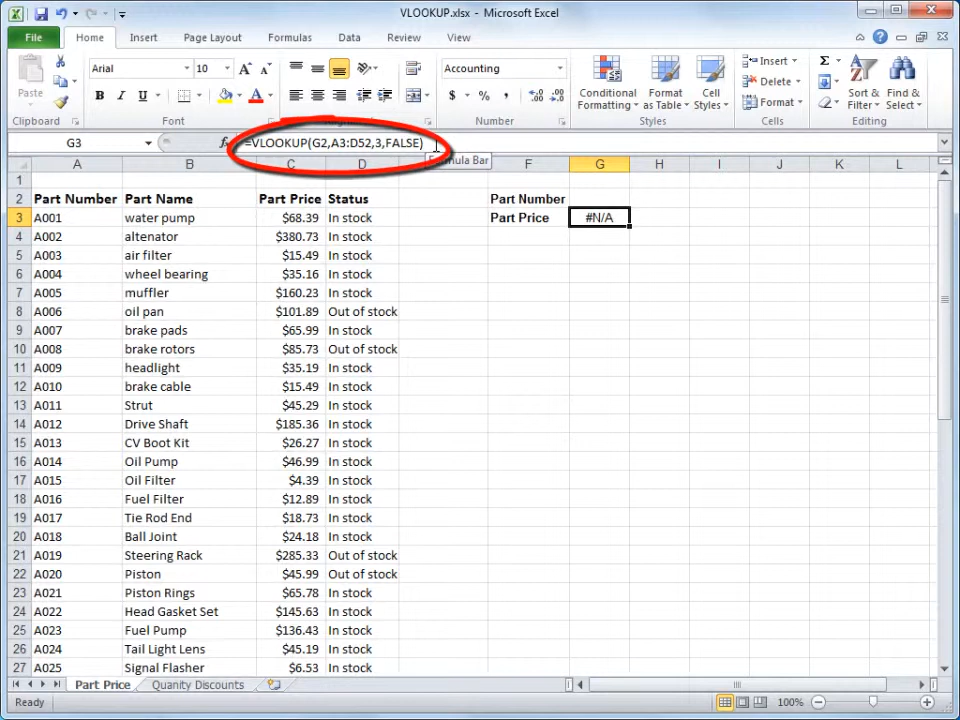 VLOOKUP.xlsx - Microsoft Excel
File Home Insert Page Layout Formulas Data Review View
Paste
Arial 10
B I U A
Accounting
$ % ,
Conditional Formatting
Format as Table
Cell Styles
Insert
Delete
Format
Σ
Sort & Filter
Find & Select
Clipboard Font Number Styles Cells Editing
G3 fx =VLOOKUP(G2,A3:D52,3,FALSE)
Formula Bar
A B C D F G H I J K L
1
2 Part Number Part Name Part Price Status Part Number
3 A001 water pump $68.39 In stock Part Price #N/A
4 A002 altenator $380.73 In stock
5 A003 air filter $15.49 In stock
6 A004 wheel bearing $35.16 In stock
7 A005 muffler $160.23 In stock
8 A006 oil pan $101.89 Out of stock
9 A007 brake pads $65.99 In stock
10 A008 brake rotors $85.73 Out of stock
11 A009 headlight $35.19 In stock
12 A010 brake cable $15.49 In stock
13 A011 Strut $45.29 In stock
14 A012 Drive Shaft $185.36 In stock
15 A013 CV Boot Kit $26.27 In stock
16 A014 Oil Pump $46.99 In stock
17 A015 Oil Filter $4.39 In stock
18 A016 Fuel Filter $12.89 In stock
19 A017 Tie Rod End $18.73 In stock
20 A018 Ball Joint $24.18 In stock
21 A019 Steering Rack $285.33 Out of stock
22 A020 Piston $45.99 Out of stock
23 A021 Piston Rings $65.78 In stock
24 A022 Head Gasket Set $145.63 In stock
25 A023 Fuel Pump $136.43 In stock
26 A024 Tail Light Lens $45.19 In stock
27 A025 Signal Flasher $6.53 In stock
Part Price Quanity Discounts
Ready 100%